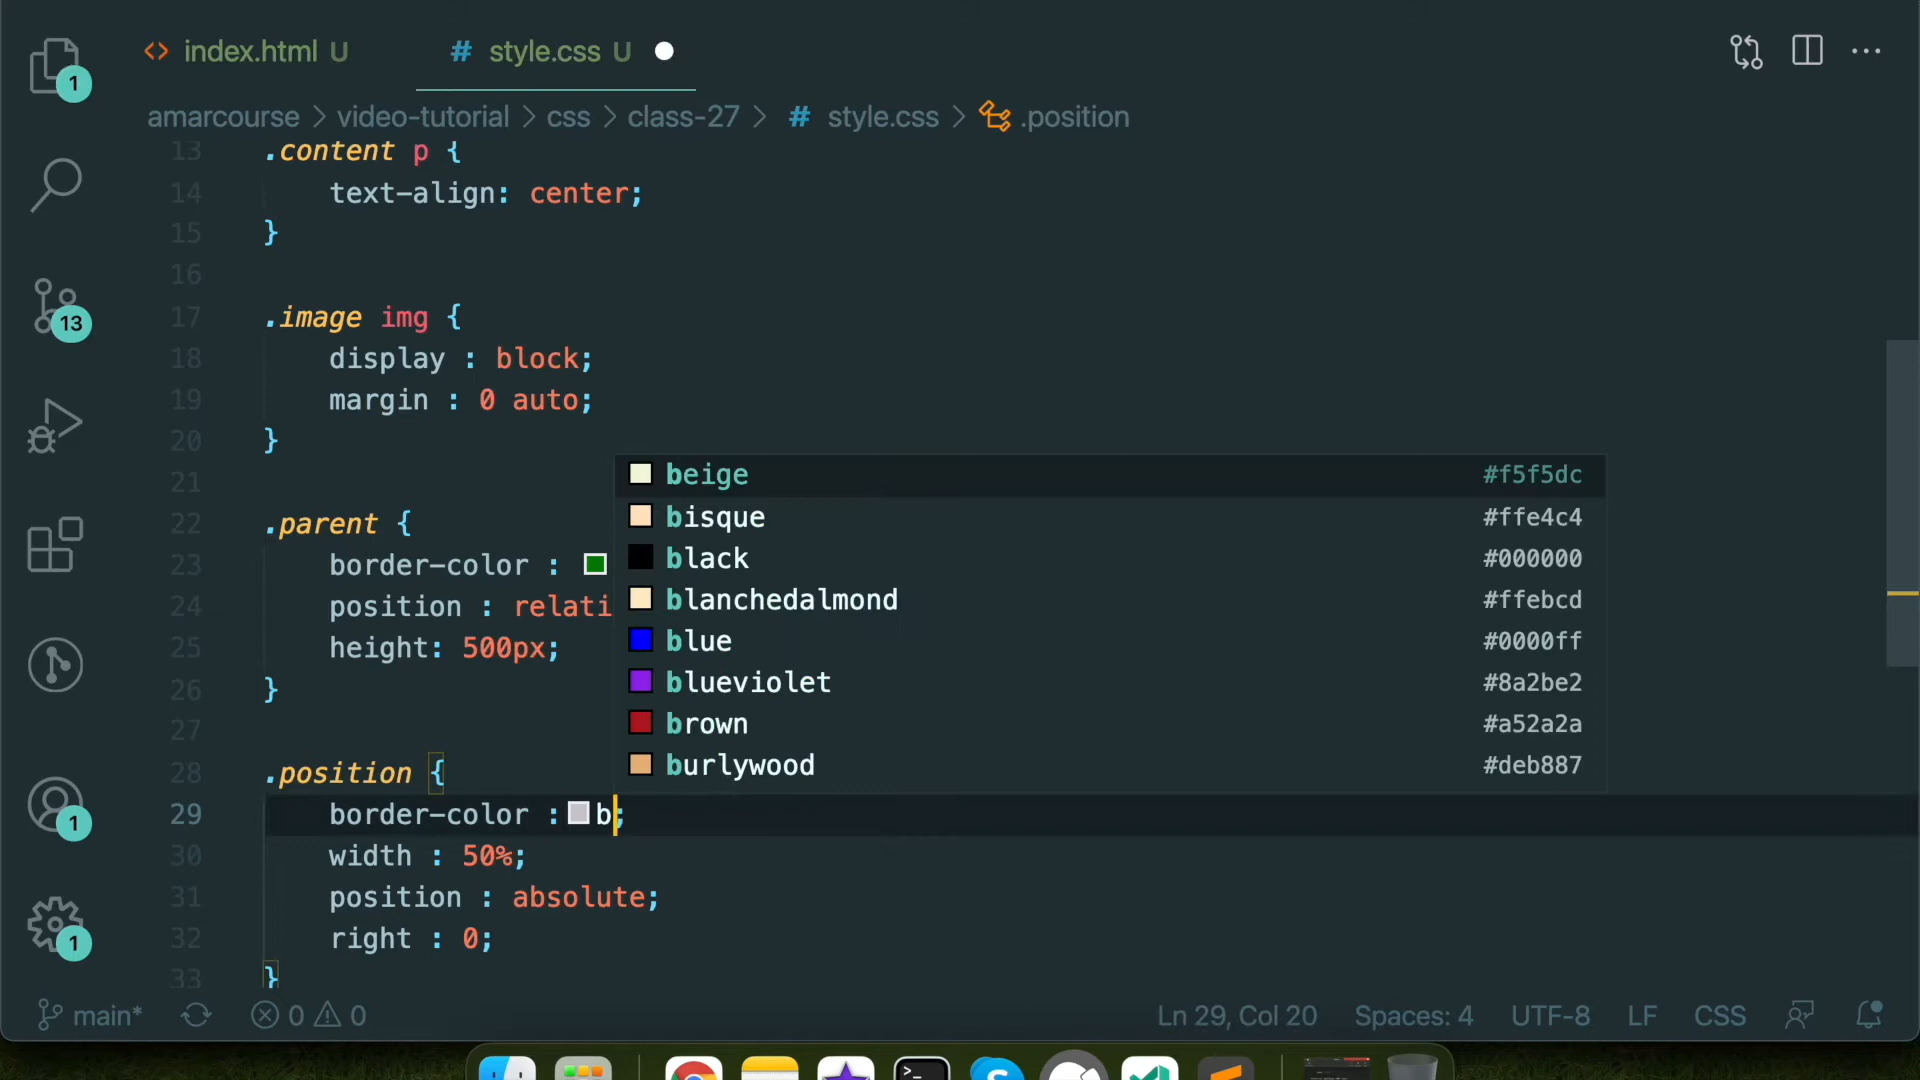 index.html U
# style.css U
1
amarcourse > video-tutorial > css > class-27 > # style.css > .position
13 .content p {
14 text-align: center;
15 }
16
17 .image img {
13
18 display : block;
19 margin : 0 auto;
20 }
21
22 .parent {
23 border-color :
24 position : relati
25 height: 500px;
26 }
27
28 .position {
29 border-color : b;
30 width : 50%;
31 position : absolute;
32 right : 0;
33 }
beige #f5f5dc
bisque #ffe4c4
black #000000
blanchedalmond #ffebcd
blue #0000ff
blueviolet #8a2be2
brown #a52a2a
burlywood #deb887
1
1
main* 0 0 Ln 29, Col 20 Spaces: 4 UTF-8 LF CSS